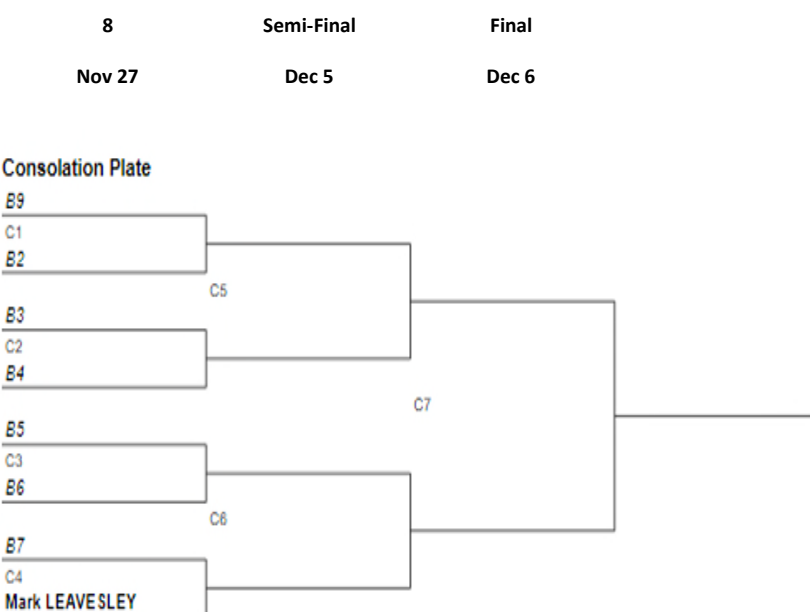 8 Semi-Final Final
Nov 27 Dec 5 Dec 6
Consolation Plate
B9
C1
B2
C5
B3
C2
B4
C7
B5
C3
B6
C6
B7
C4
Mark LEAVESLEY